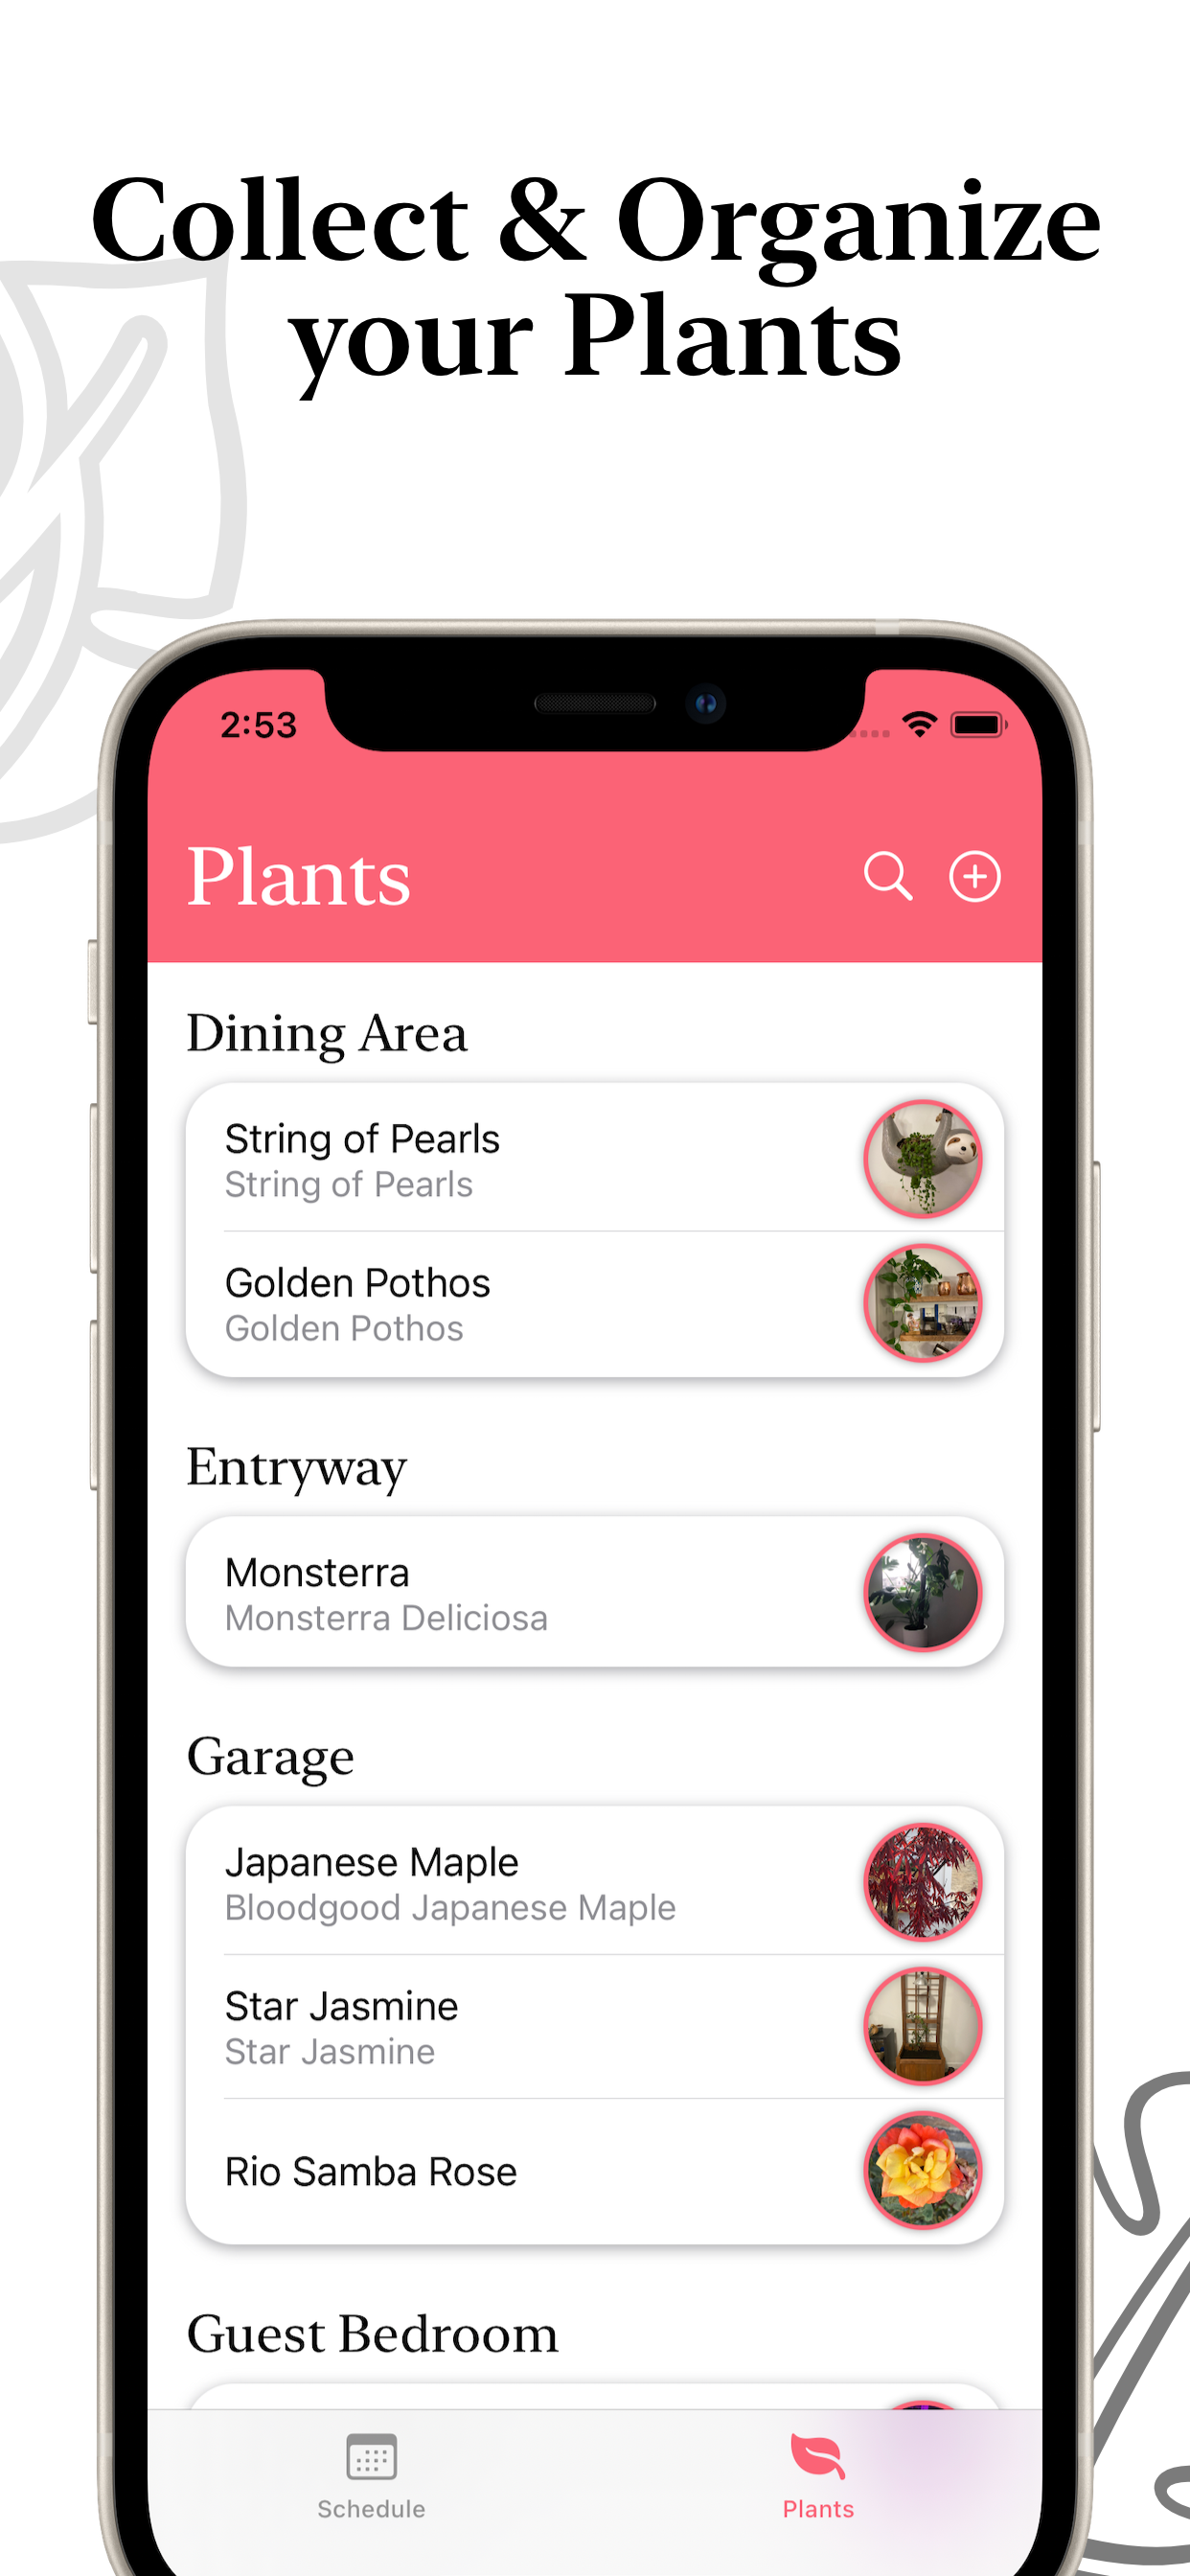 Collect & Organize
your Plants
2:53
Plants
Dining Area
String of Pearls
String of Pearls
Golden Pothos
Golden Pothos
Entryway
Monsterra
Monsterra Deliciosa
Garage
Japanese Maple
Bloodgood Japanese Maple
Star Jasmine
Star Jasmine
Rio Samba Rose
Guest Bedroom
Schedule
Plants